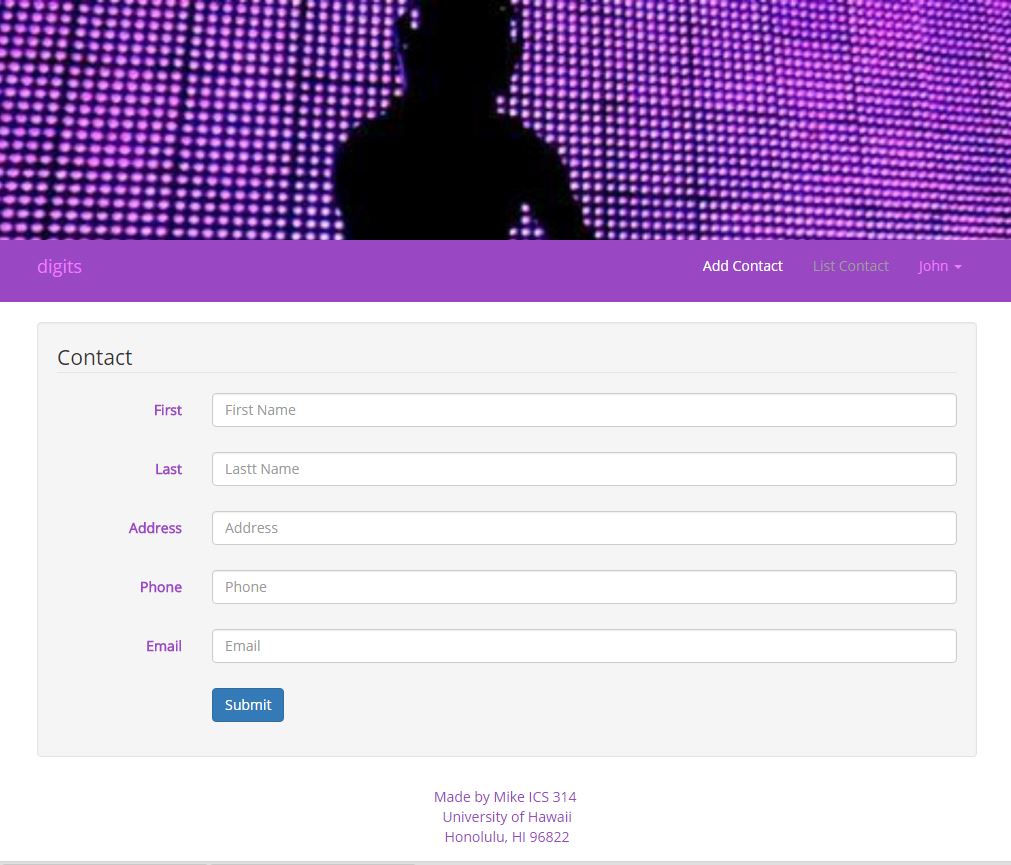 digits
Add Contact List Contact John
Contact
First First Name
Last Lastt Name
Address Address
Phone Phone
Email Email
Submit
Made by Mike ICS 314
University of Hawaii
Honolulu, HI 96822